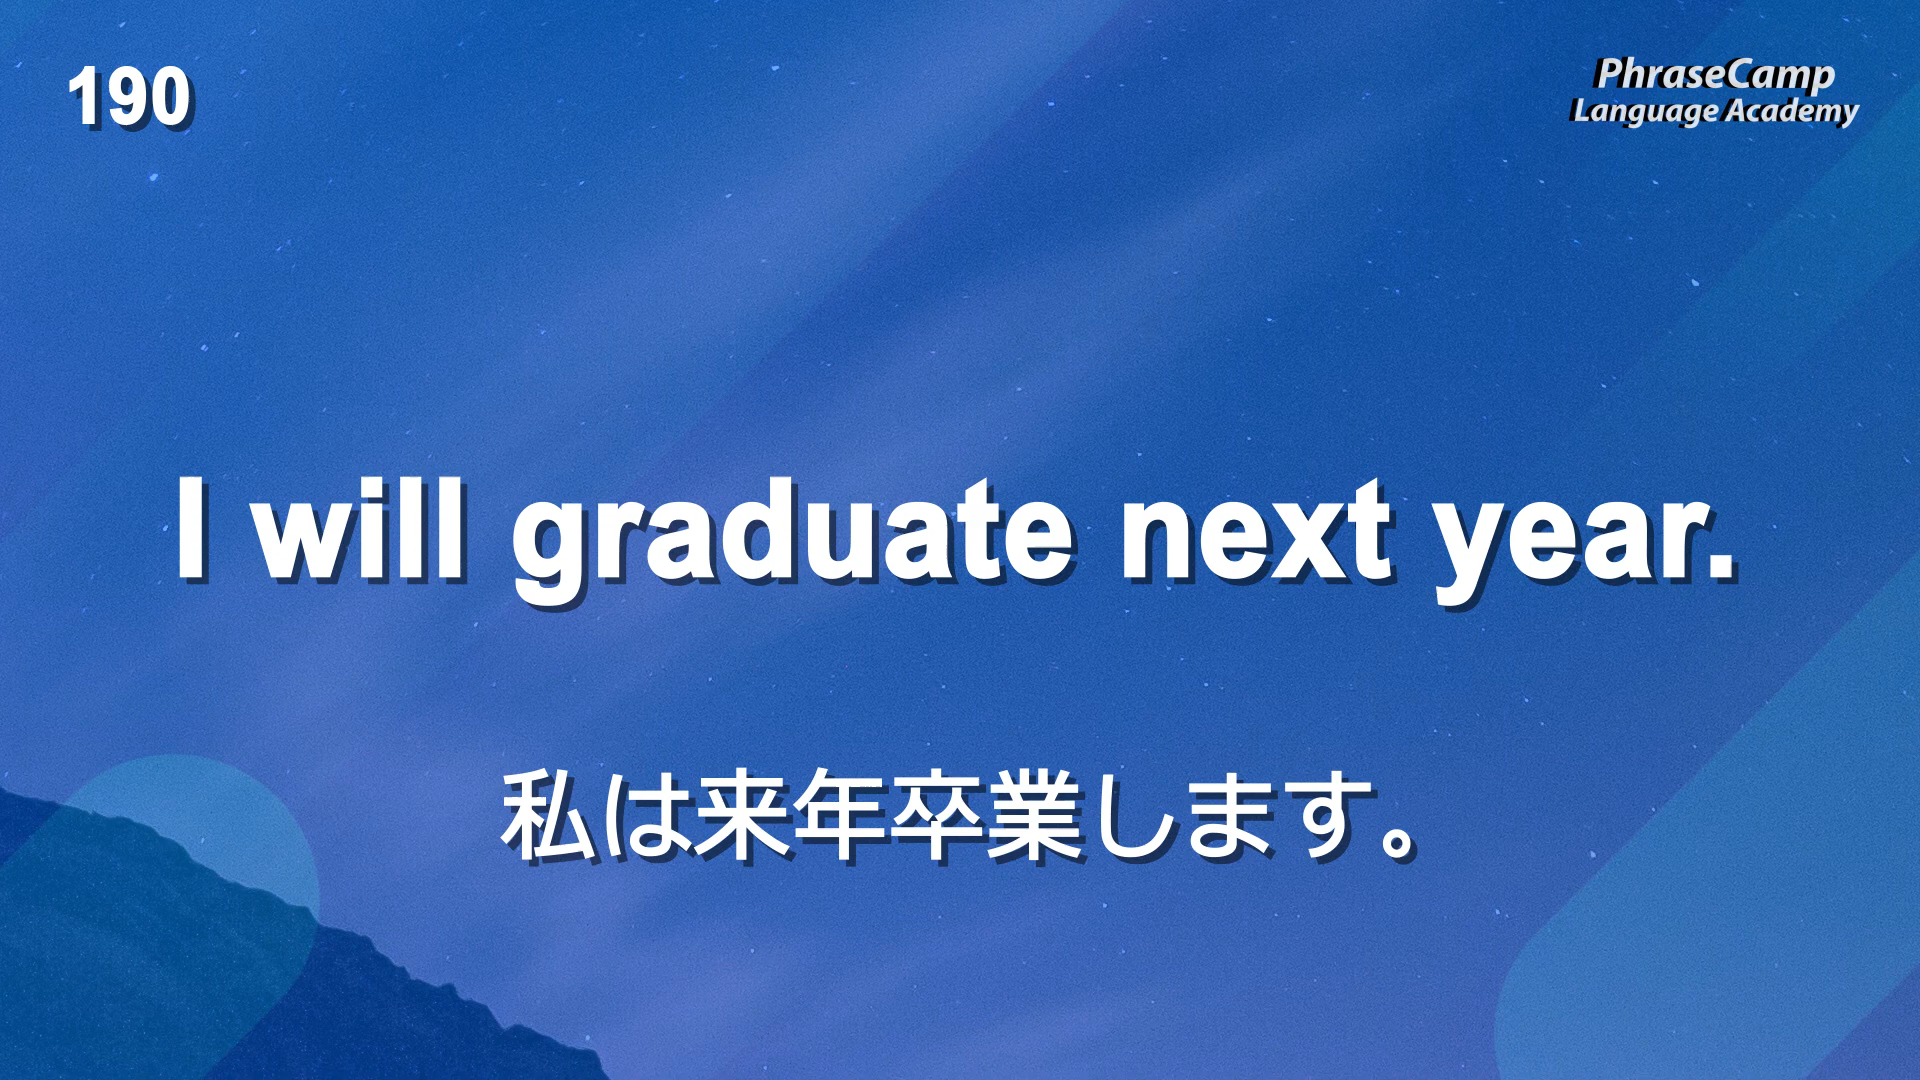 190
PhraseCamp
Language Academy
I will graduate next year.
私は来年卒業します。